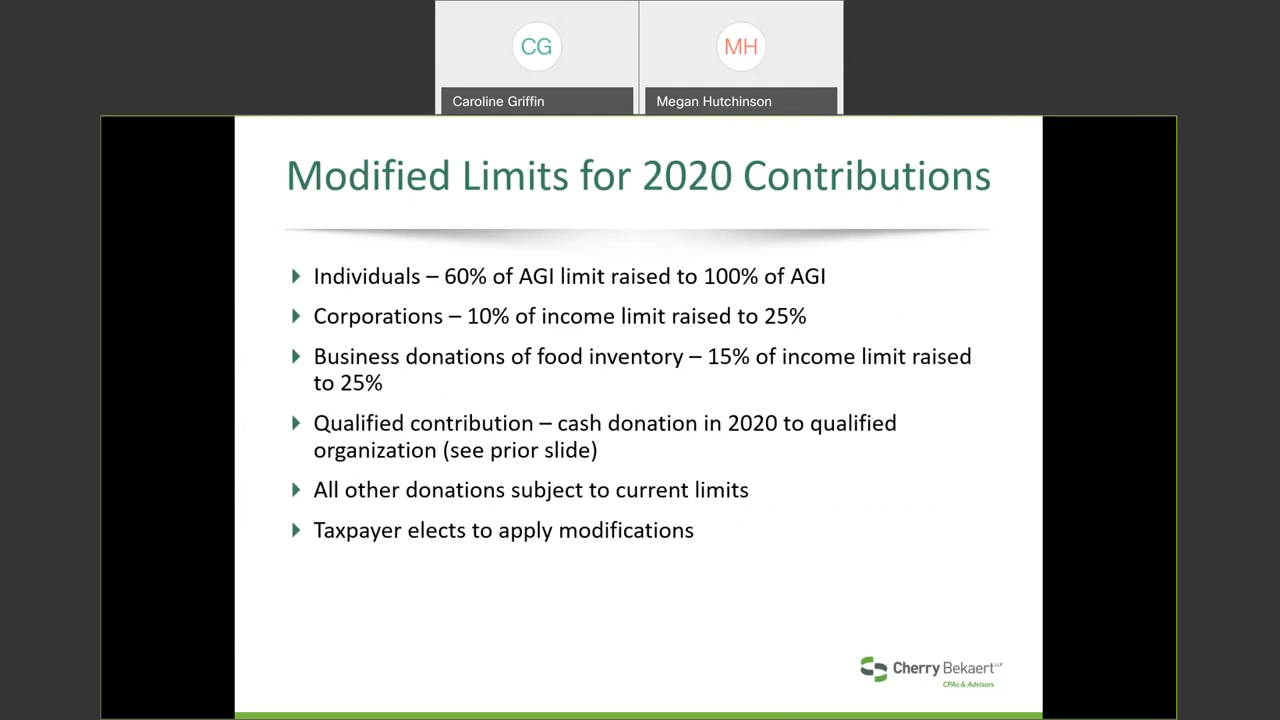 CG
MH
Caroline Griffin
Megan Hutchinson
Modified Limits for 2020 Contributions
Individuals – 60% of AGI limit raised to 100% of AGI
Corporations – 10% of income limit raised to 25%
Business donations of food inventory – 15% of income limit raised
to 25%
Qualified contribution – cash donation in 2020 to qualified
organization (see prior slide)
All other donations subject to current limits
Taxpayer elects to apply modifications
Cherry Bekaert LLP
CPAs & Advisors